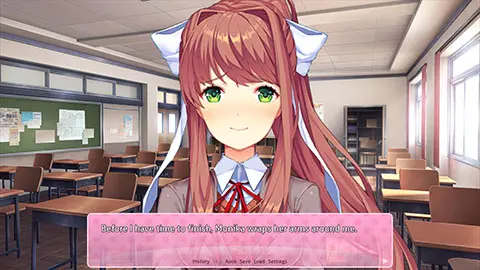 Before I have time to finish, Monika wraps her arms around me.
History Auto Save Load Settings